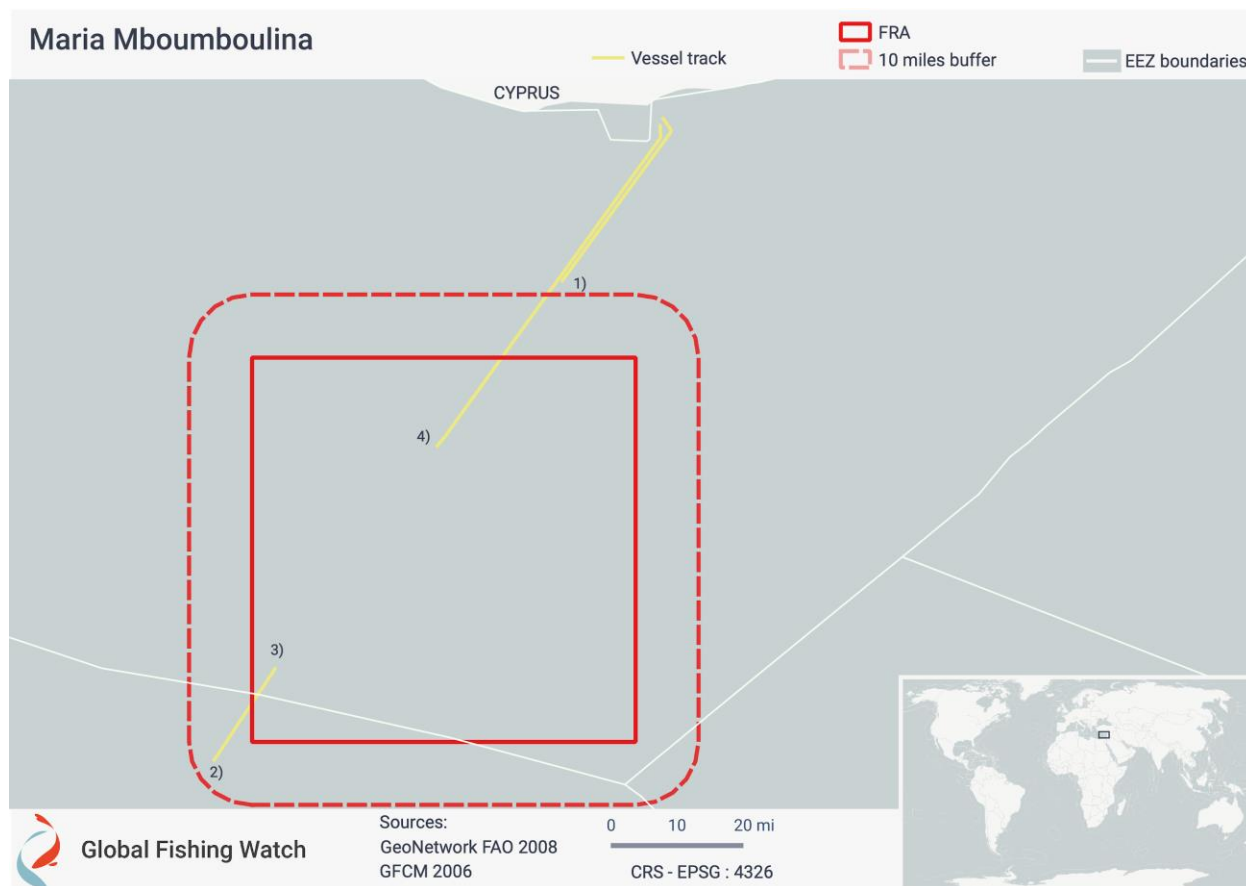 Maria Mboumboulina
Vessel track
FRA
10 miles buffer
EEZ boundaries
CYPRUS
1)
4)
3)
2)
Global Fishing Watch
Sources:
GeoNetwork FAO 2008
GFCM 2006
0 10 20 mi
CRS - EPSG : 4326